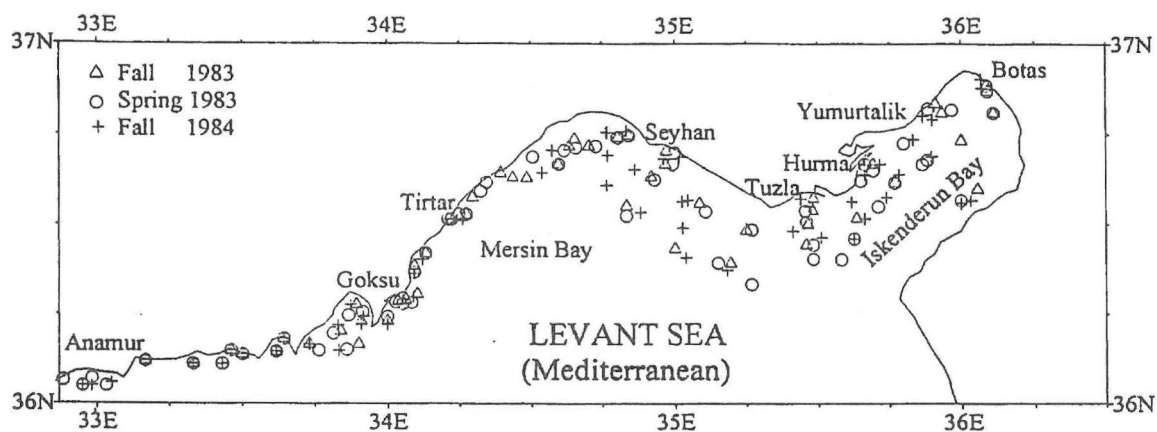 33E 34E 35E 36E
37N 37N
△ Fall 1983
○ Spring 1983
+ Fall 1984
Botas
Yumurtalik
Seyhan
Hurma
Tuzla
Tirtar
Iskenderun Bay
Mersin Bay
Goksu
LEVANT SEA
(Mediterranean)
Anamur
36N 36N
33E 34E 35E 36E